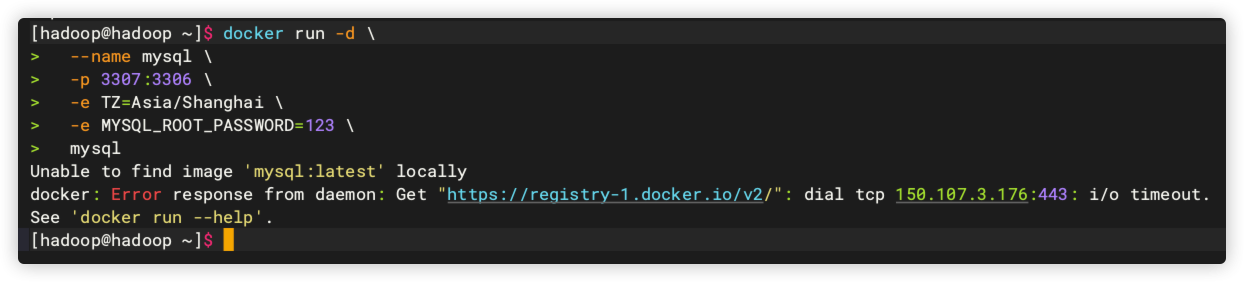 [hadoop@hadoop ~]$ docker run -d \
>   --name mysql \
>   -p 3307:3306 \
>   -e TZ=Asia/Shanghai \
>   -e MYSQL_ROOT_PASSWORD=123 \
>   mysql
Unable to find image 'mysql:latest' locally
docker: Error response from daemon: Get "https://registry-1.docker.io/v2/": dial tcp 150.107.3.176:443: i/o timeout.
See 'docker run --help'.
[hadoop@hadoop ~]$